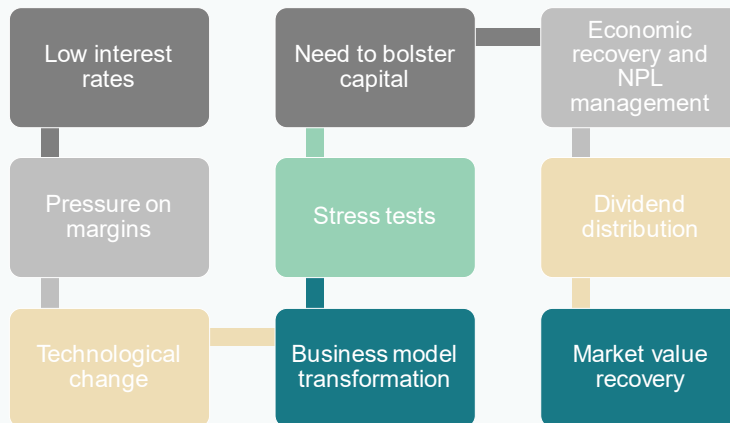 Low interest
rates
Pressure on
margins
Technological
change
Business model
transformation
Stress tests
Need to bolster
capital
Economic
recovery and
NPL
management
Dividend
distribution
Market value
recovery